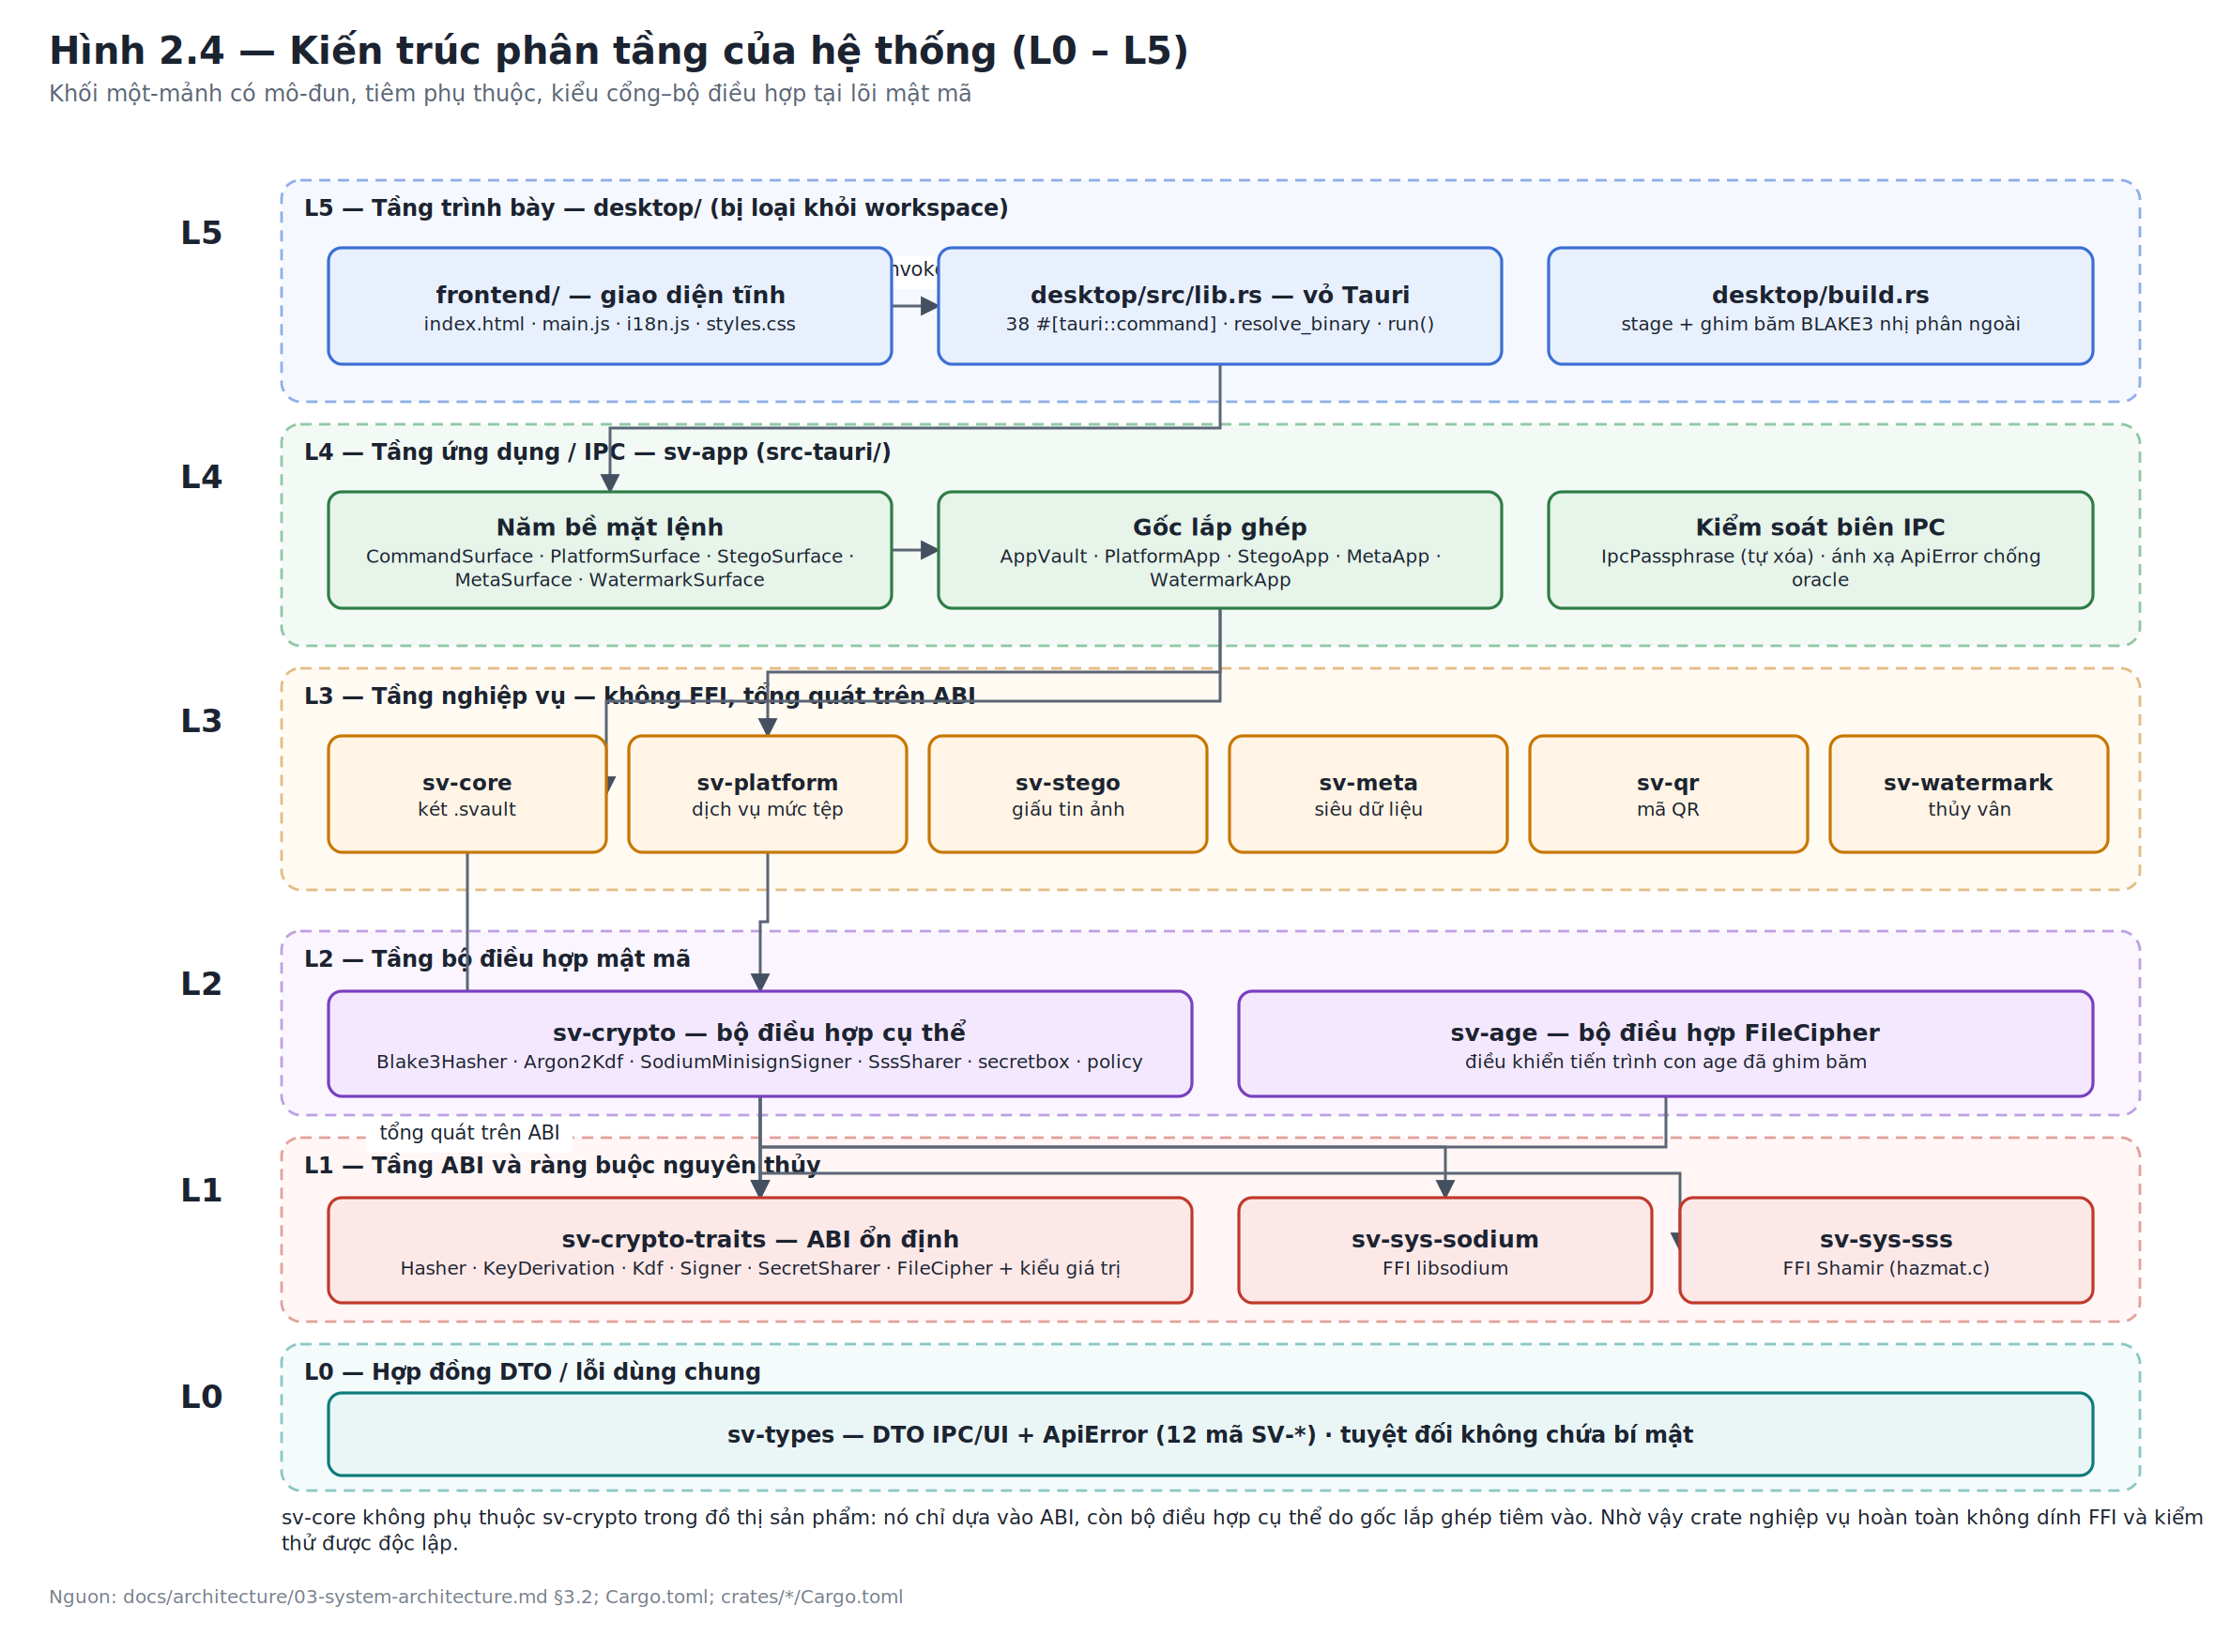 Hình 2.4 — Kiến trúc phân tầng của hệ thống (L0 – L5)
Khối một-mảnh có mô-đun, tiêm phụ thuộc, kiểu cổng–bộ điều hợp tại lõi mật mã
L5
L5 — Tầng trình bày — desktop/ (bị loại khỏi workspace)
frontend/ — giao diện tĩnh
index.html · main.js · i18n.js · styles.css
desktop/src/lib.rs — vỏ Tauri
38 #[tauri::command] · resolve_binary · run()
desktop/build.rs
stage + ghim băm BLAKE3 nhị phân ngoài
L4
L4 — Tầng ứng dụng / IPC — sv-app (src-tauri/)
Năm bề mặt lệnh
CommandSurface · PlatformSurface · StegoSurface ·
MetaSurface · WatermarkSurface
Gốc lắp ghép
AppVault · PlatformApp · StegoApp · MetaApp ·
WatermarkApp
Kiểm soát biên IPC
IpcPassphrase (tự xóa) · ánh xạ ApiError chống
oracle
L3
L3 — Tầng nghiệp vụ — không FFI, tổng quát trên ABI
sv-core
két .svault
sv-platform
dịch vụ mức tệp
sv-stego
giấu tin ảnh
sv-meta
siêu dữ liệu
sv-qr
mã QR
sv-watermark
thủy vân
L2
L2 — Tầng bộ điều hợp mật mã
sv-crypto — bộ điều hợp cụ thể
Blake3Hasher · Argon2Kdf · SodiumMinisignSigner · SssSharer · secretbox · policy
sv-age — bộ điều hợp FileCipher
điều khiển tiến trình con age đã ghim băm
tổng quát trên ABI
L1
L1 — Tầng ABI và ràng buộc nguyên thủy
sv-crypto-traits — ABI ổn định
Hasher · KeyDerivation · Kdf · Signer · SecretSharer · FileCipher + kiểu giá trị
sv-sys-sodium
FFI libsodium
sv-sys-sss
FFI Shamir (hazmat.c)
L0
L0 — Hợp đồng DTO / lỗi dùng chung
sv-types — DTO IPC/UI + ApiError (12 mã SV-*) · tuyệt đối không chứa bí mật
sv-core không phụ thuộc sv-crypto trong đồ thị sản phẩm: nó chỉ dựa vào ABI, còn bộ điều hợp cụ thể do gốc lắp ghép tiêm vào. Nhờ vậy crate nghiệp vụ hoàn toàn không dính FFI và kiểm
thử được độc lập.
Nguon: docs/architecture/03-system-architecture.md §3.2; Cargo.toml; crates/*/Cargo.toml